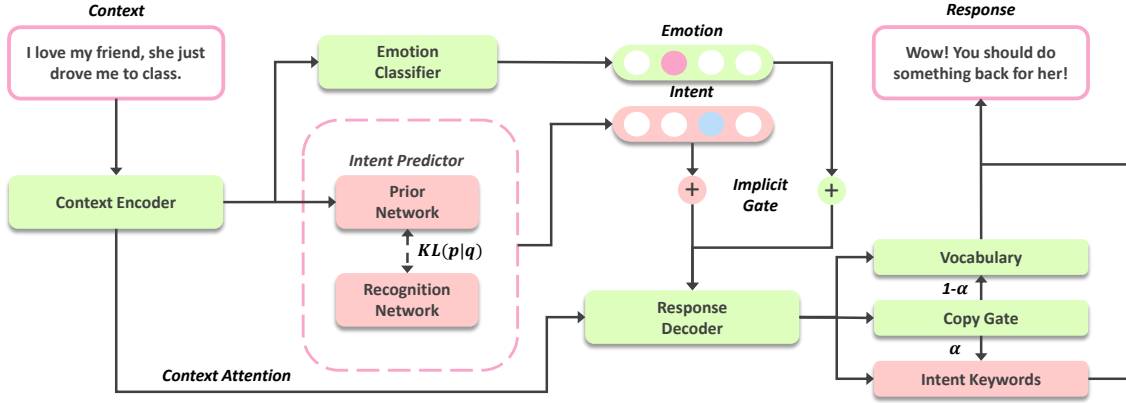 Context
I love my friend, she just
drove me to class.
Context Encoder
Emotion
Classifier
Intent Predictor
Prior
Network
KL(p|q)
Recognition
Network
Context Attention
Emotion
Intent
+
+
Implicit
Gate
Response
Decoder
Response
Wow! You should do
something back for her!
Vocabulary
1-α
Copy Gate
α
Intent Keywords